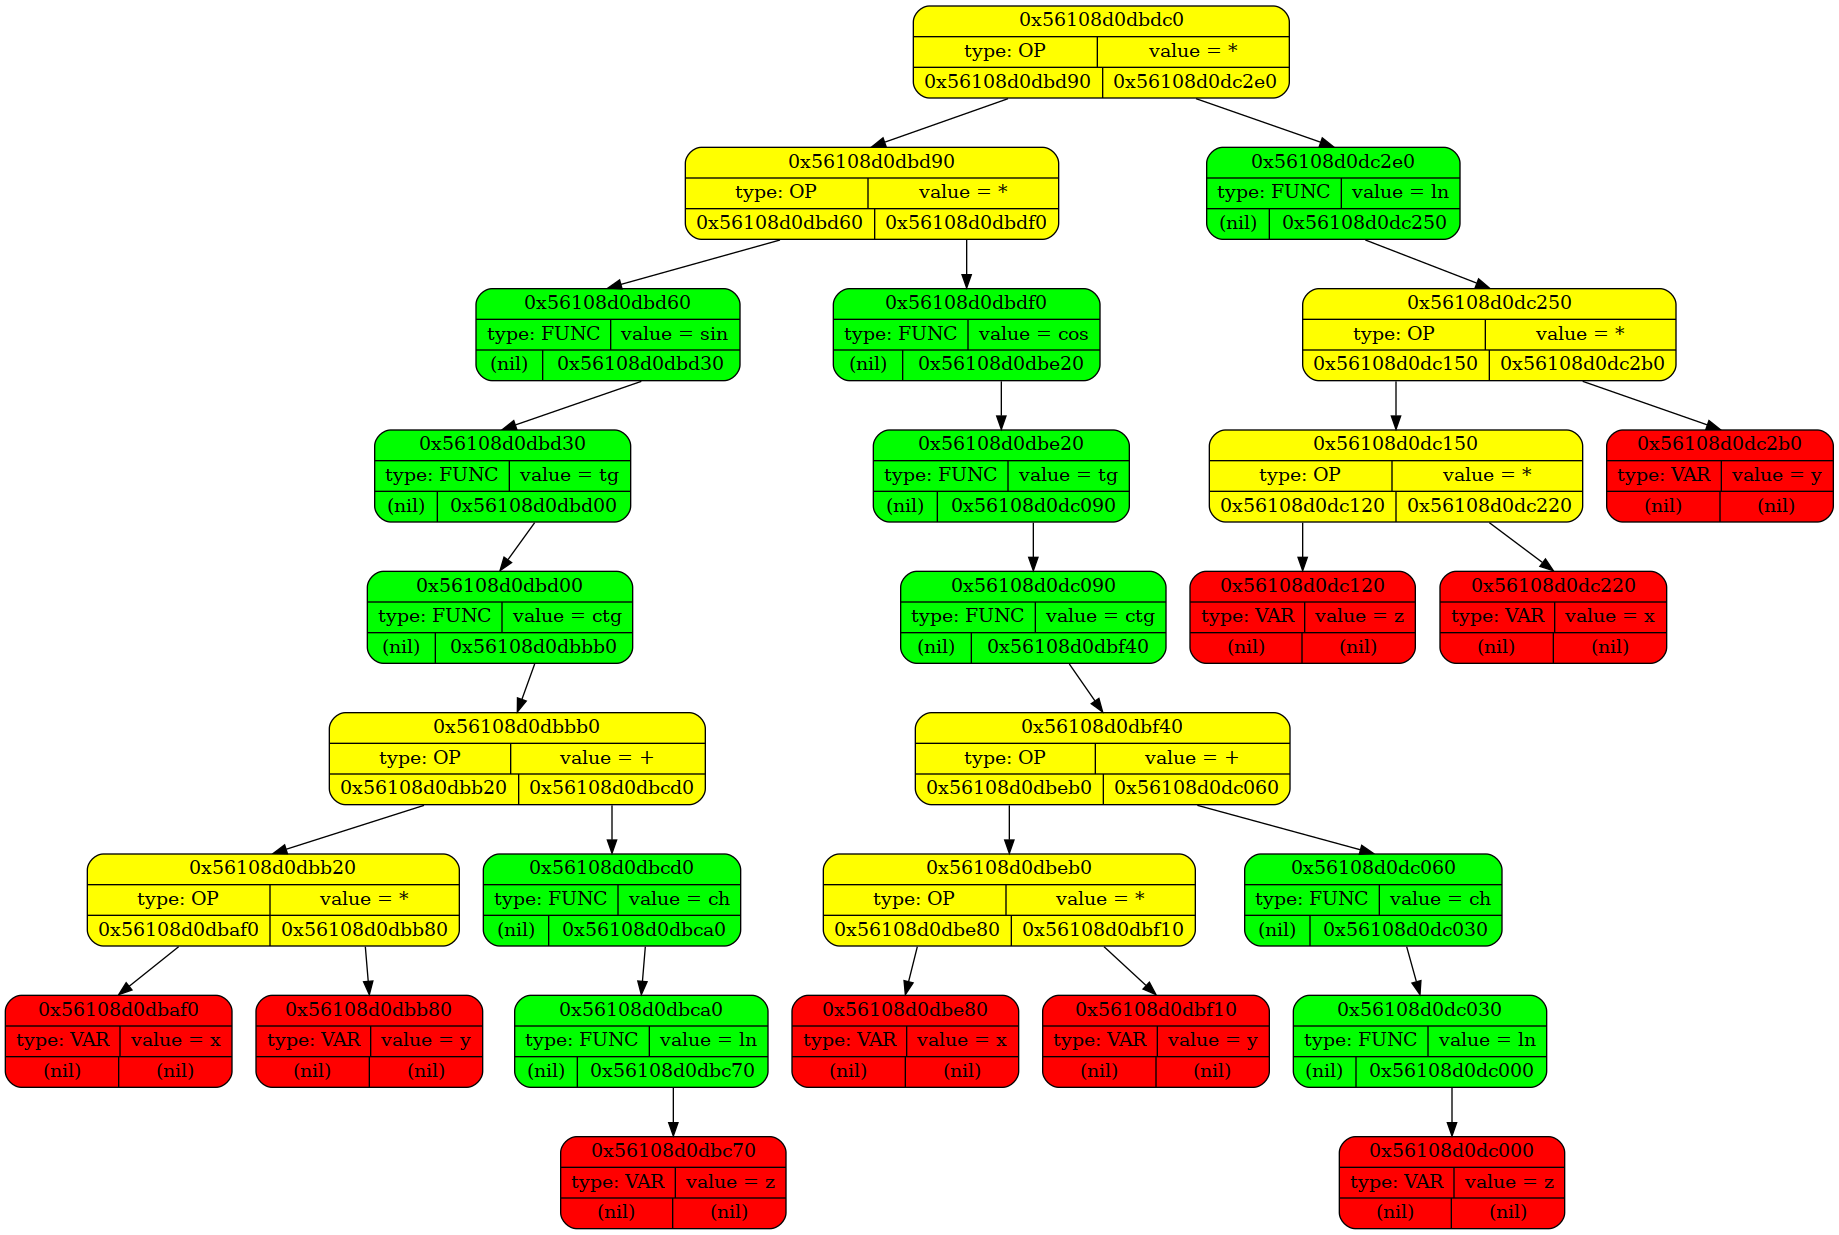 0x56108d0dbdc0
type: OP value = *
0x56108d0dbd90 0x56108d0dc2e0
0x56108d0dbd90
type: OP value = *
0x56108d0dbd60 0x56108d0dbdf0
0x56108d0dc2e0
type: FUNC value = ln
(nil) 0x56108d0dc250
0x56108d0dbd60
type: FUNC value = sin
(nil) 0x56108d0dbd30
0x56108d0dbdf0
type: FUNC value = cos
(nil) 0x56108d0dbe20
0x56108d0dc250
type: OP value = *
0x56108d0dc150 0x56108d0dc2b0
0x56108d0dbd30
type: FUNC value = tg
(nil) 0x56108d0dbd00
0x56108d0dbe20
type: FUNC value = tg
(nil) 0x56108d0dc090
0x56108d0dc150
type: OP value = *
0x56108d0dc120 0x56108d0dc220
0x56108d0dc2b0
type: VAR value = y
(nil) (nil)
0x56108d0dbd00
type: FUNC value = ctg
(nil) 0x56108d0dbbb0
0x56108d0dc090
type: FUNC value = ctg
(nil) 0x56108d0dbf40
0x56108d0dc120
type: VAR value = z
(nil) (nil)
0x56108d0dc220
type: VAR value = x
(nil) (nil)
0x56108d0dbbb0
type: OP value = +
0x56108d0dbb20 0x56108d0dbcd0
0x56108d0dbf40
type: OP value = +
0x56108d0dbeb0 0x56108d0dc060
0x56108d0dbb20
type: OP value = *
0x56108d0dbaf0 0x56108d0dbb80
0x56108d0dbcd0
type: FUNC value = ch
(nil) 0x56108d0dbca0
0x56108d0dbeb0
type: OP value = *
0x56108d0dbe80 0x56108d0dbf10
0x56108d0dc060
type: FUNC value = ch
(nil) 0x56108d0dc030
0x56108d0dbaf0
type: VAR value = x
(nil) (nil)
0x56108d0dbb80
type: VAR value = y
(nil) (nil)
0x56108d0dbca0
type: FUNC value = ln
(nil) 0x56108d0dbc70
0x56108d0dbe80
type: VAR value = x
(nil) (nil)
0x56108d0dbf10
type: VAR value = y
(nil) (nil)
0x56108d0dc030
type: FUNC value = ln
(nil) 0x56108d0dc000
0x56108d0dbc70
type: VAR value = z
(nil) (nil)
0x56108d0dc000
type: VAR value = z
(nil) (nil)